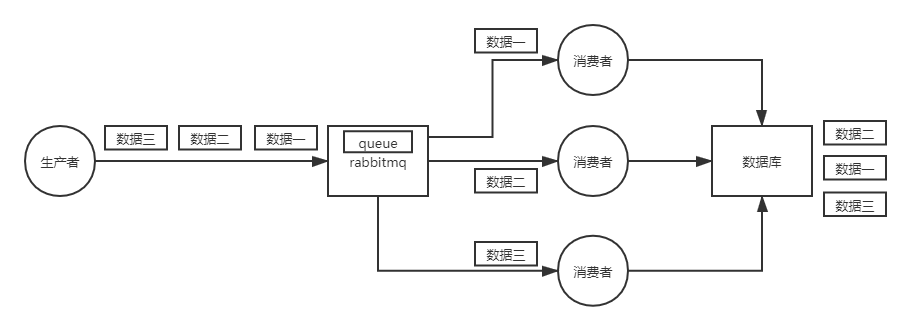 数据一
消费者
生产者
数据三
数据二
数据一
queue
rabbitmq
消费者
数据二
数据库
数据二
数据一
数据三
数据三
消费者